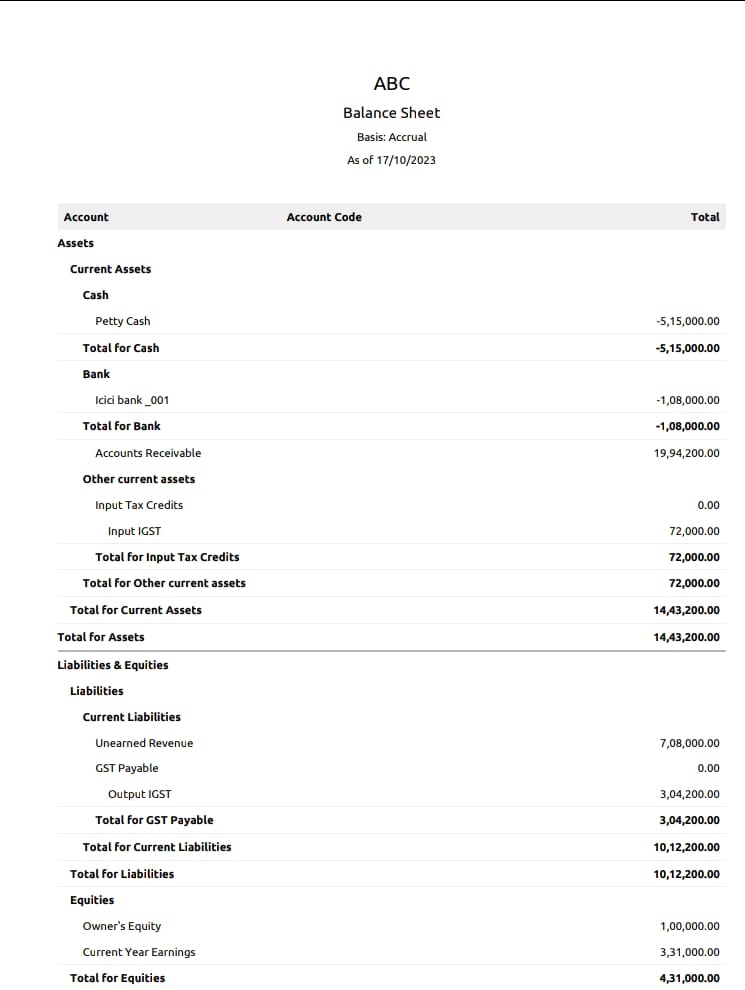 ABC
Balance Sheet
Basis: Accrual
As of 17/10/2023
Account Account Code Total
Assets
Current Assets
Cash
Petty Cash -5,15,000.00
Total for Cash -5,15,000.00
Bank
Icici bank _001 -1,08,000.00
Total for Bank -1,08,000.00
Accounts Receivable 19,94,200.00
Other current assets
Input Tax Credits 0.00
Input IGST 72,000.00
Total for Input Tax Credits 72,000.00
Total for Other current assets 72,000.00
Total for Current Assets 14,43,200.00
Total for Assets 14,43,200.00
Liabilities & Equities
Liabilities
Current Liabilities
Unearned Revenue 7,08,000.00
GST Payable 0.00
Output IGST 3,04,200.00
Total for GST Payable 3,04,200.00
Total for Current Liabilities 10,12,200.00
Total for Liabilities 10,12,200.00
Equities
Owner's Equity 1,00,000.00
Current Year Earnings 3,31,000.00
Total for Equities 4,31,000.00